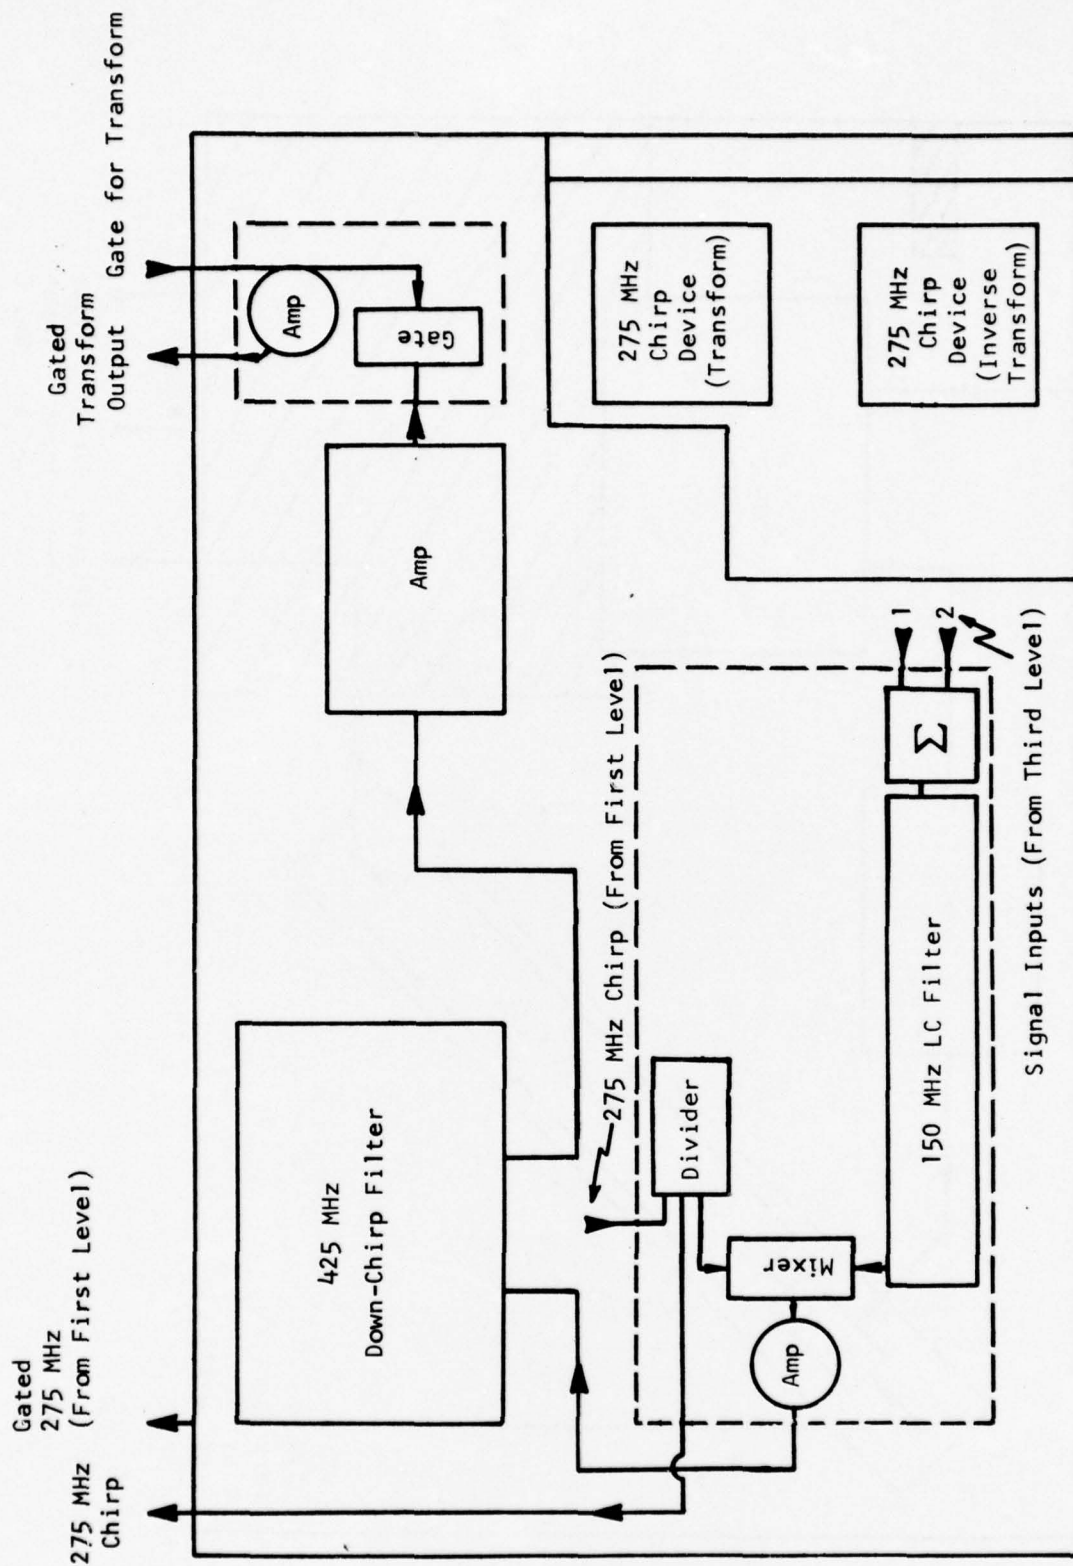 Gated
275 MHz
(From First Level)
275 MHz
Chirp
Gated
Transform
Output
Gate for Transform
425 MHz
Down-Chirp Filter
Amp
Amp
Gate
275 MHz Chirp (From First Level)
Divider
Mixer
Amp
150 MHz LC Filter
Σ
1
2
Signal Inputs (From Third Level)
275 MHz
Chirp
Device
(Transform)
275 MHz
Chirp
Device
(Inverse
Transform)